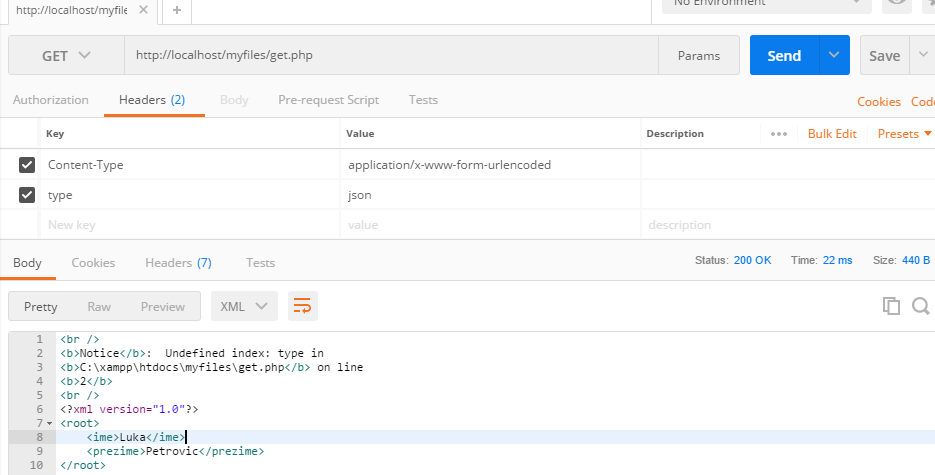 http://localhost/myfile
No Environment
GET http://localhost/myfiles/get.php Params Send Save
Authorization Headers (2) Body Pre-request Script Tests Cookies Code
Key Value Description ••• Bulk Edit Presets
Content-Type application/x-www-form-urlencoded
type json
New key value description
Body Cookies Headers (7) Tests Status: 200 OK Time: 22 ms Size: 440 B
Pretty Raw Preview XML
1 <br />
2 <b>Notice</b>:  Undefined index: type in
3 <b>C:\xampp\htdocs\myfiles\get.php</b> on line
4 <b>2</b>
5 <br />
6 <?xml version="1.0"?>
7 <root>
8     <ime>Luka</ime>
9     <prezime>Petrovic</prezime>
10 </root>